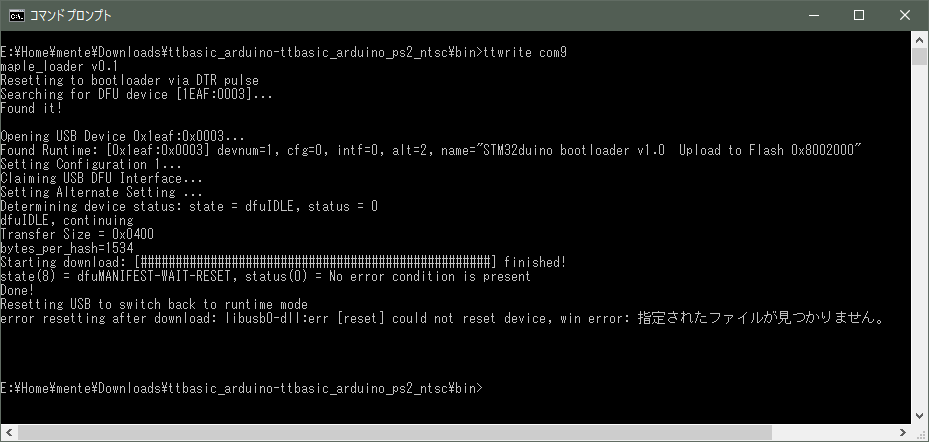 コマンド プロンプト
E:\Home\mente\Downloads\ttbasic_arduino-ttbasic_arduino_ps2_ntsc\bin>ttwrite com9
maple_loader v0.1
Resetting to bootloader via DTR pulse
Searching for DFU device [1EAF:0003]...
Found it!
Opening USB Device 0x1eaf:0x0003...
Found Runtime: [0x1eaf:0x0003] devnum=1, cfg=0, intf=0, alt=2, name="STM32duino bootloader v1.0  Upload to Flash 0x8002000"
Setting Configuration 1...
Claiming USB DFU Interface...
Setting Alternate Setting ...
Determining device status: state = dfuIDLE, status = 0
dfuIDLE, continuing
Transfer Size = 0x0400
bytes_per_hash=1534
Starting download: [##################################################] finished!
state(8) = dfuMANIFEST-WAIT-RESET, status(0) = No error condition is present
Done!
Resetting USB to switch back to runtime mode
error resetting after download: libusb0-dll:err [reset] could not reset device, win error: 指定されたファイルが見つかりません。
E:\Home\mente\Downloads\ttbasic_arduino-ttbasic_arduino_ps2_ntsc\bin>